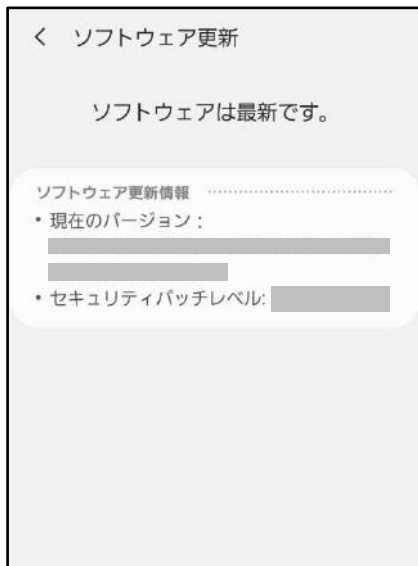 ソフトウェア更新
ソフトウェアは最新です。
ソフトウェア更新情報
• 現在のバージョン :
• セキュリティパッチレベル: